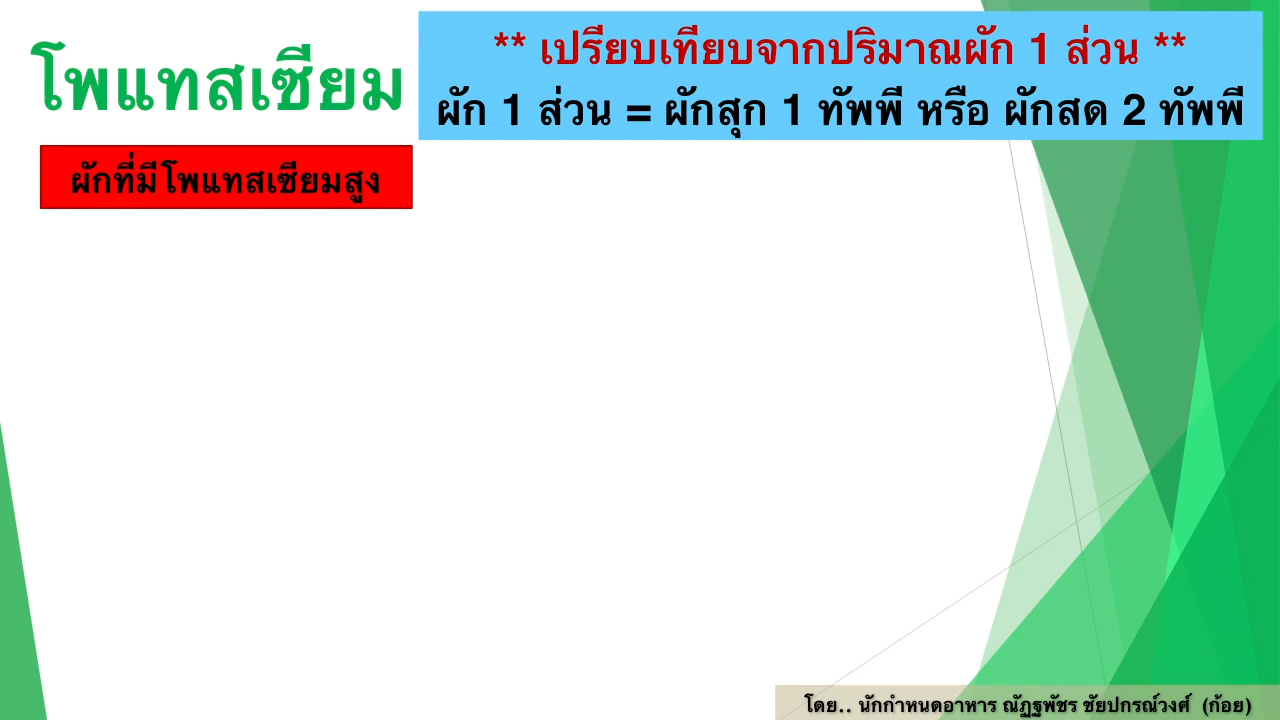 โพแทสเซียม
** เปรียบเทียบจากปริมาณผัก 1 ส่วน **
ผัก 1 ส่วน = ผักสุก 1 ทัพพี หรือ ผักสด 2 ทัพพี
ผักที่มีโพแทสเซียมสูง
โดย.. นักกำหนดอาหาร ณัฏฐพัชร ชัยปกรณ์วงศ์ (ก้อย)